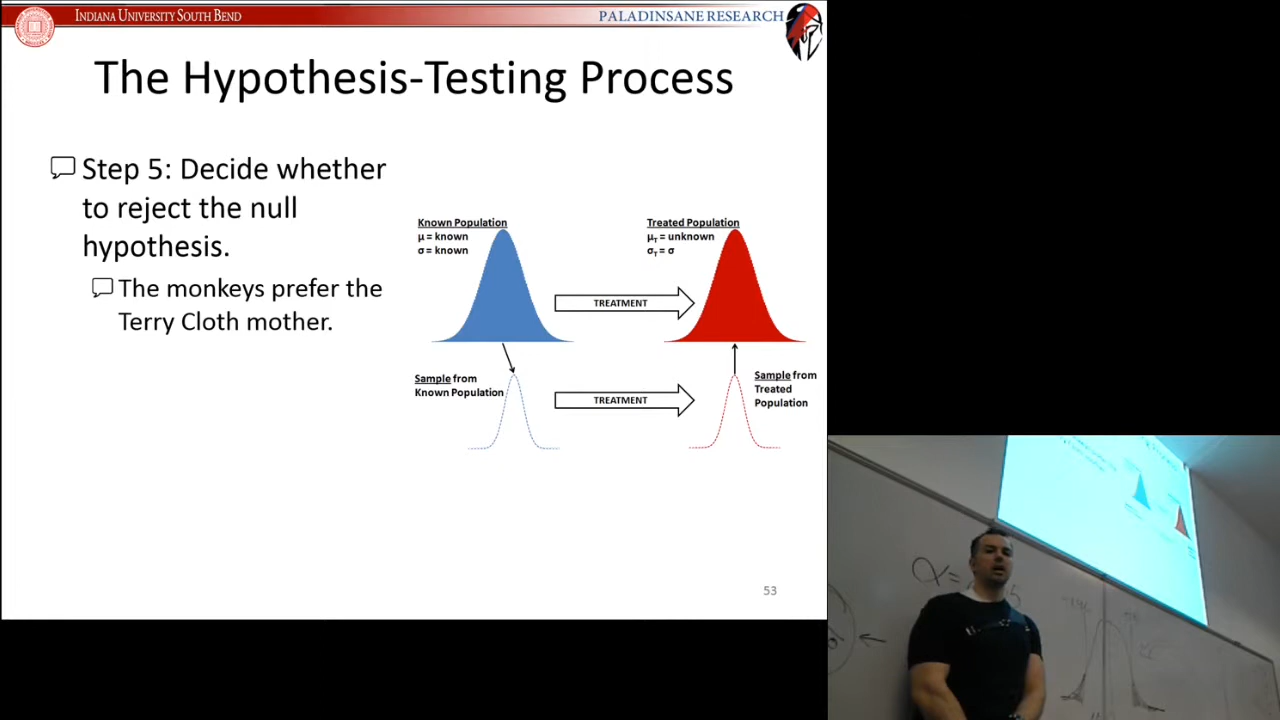 INDIANA UNIVERSITY SOUTH BEND
PALADINSANE RESEARCH
The Hypothesis-Testing Process
Step 5: Decide whether
to reject the null
hypothesis.
The monkeys prefer the
Terry Cloth mother.
Known Population
μ = known
σ = known
Treated Population
μT = unknown
σT = σ
TREATMENT
Sample from
Known Population
TREATMENT
Sample from
Treated
Population
53
α =